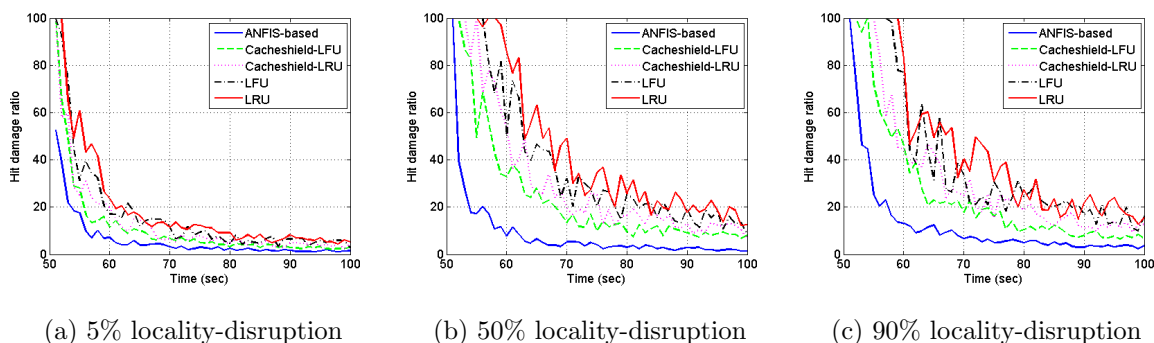 100
80
60
40
20
0
50 60 70 80 90 100
Hit damage ratio
Time (sec)
ANFIS-based
Cacheshield-LFU
Cacheshield-LRU
LFU
LRU
(a) 5% locality-disruption
100
80
60
40
20
0
50 60 70 80 90 100
Hit damage ratio
Time (sec)
ANFIS-based
Cacheshield-LFU
Cacheshield-LRU
LFU
LRU
(b) 50% locality-disruption
100
80
60
40
20
0
50 60 70 80 90 100
Hit damage ratio
Time (sec)
ANFIS-based
Cacheshield-LFU
Cacheshield-LRU
LFU
LRU
(c) 90% locality-disruption